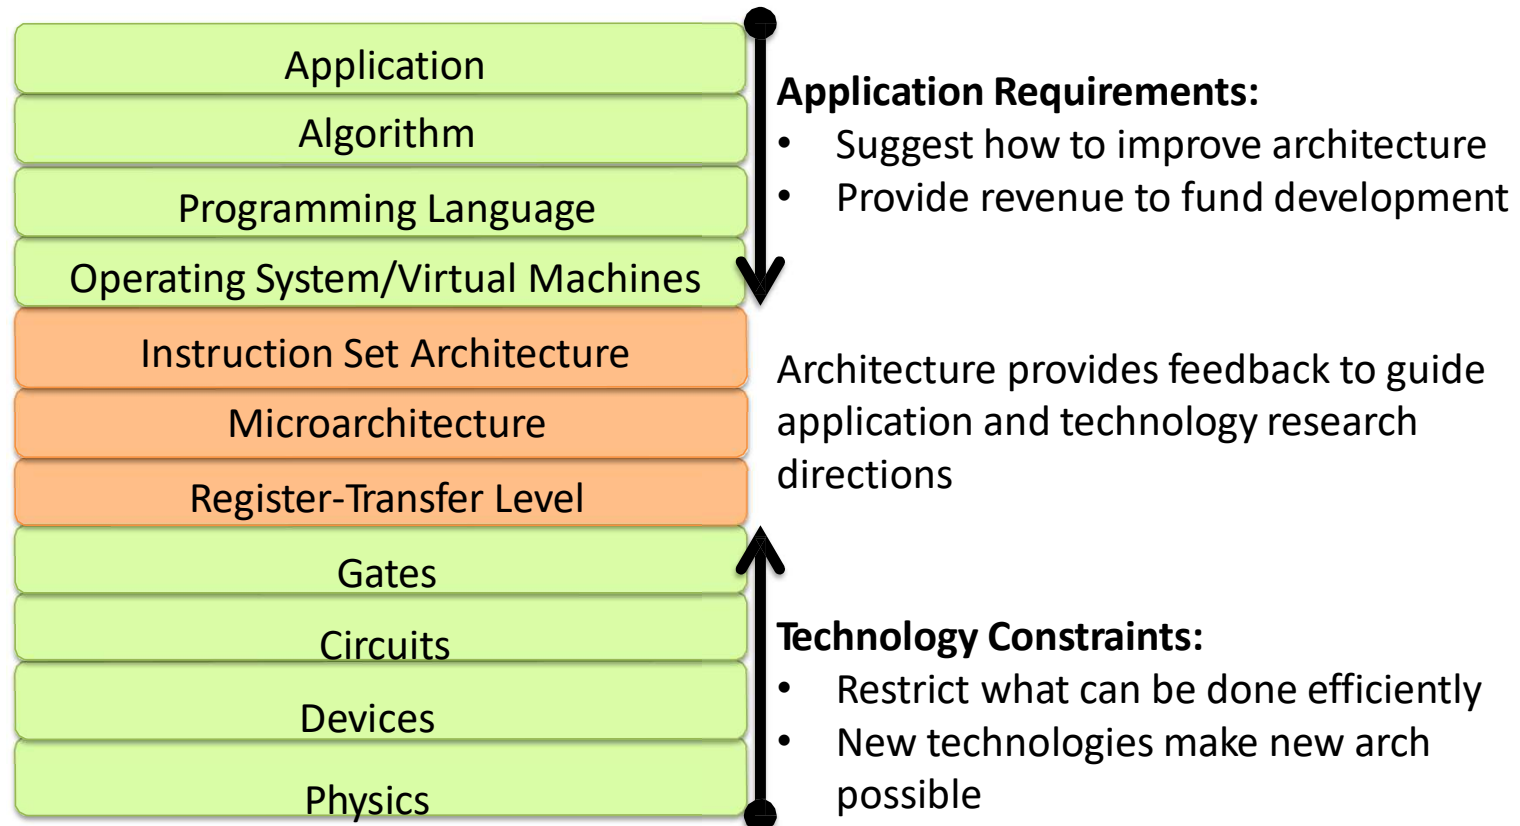 Application
Algorithm
Programming Language
Operating System/Virtual Machines
Instruction Set Architecture
Microarchitecture
Register-Transfer Level
Gates
Circuits
Devices
Physics
Application Requirements:
• Suggest how to improve architecture
• Provide revenue to fund development
Architecture provides feedback to guide
application and technology research
directions
Technology Constraints:
• Restrict what can be done efficiently
• New technologies make new arch
possible